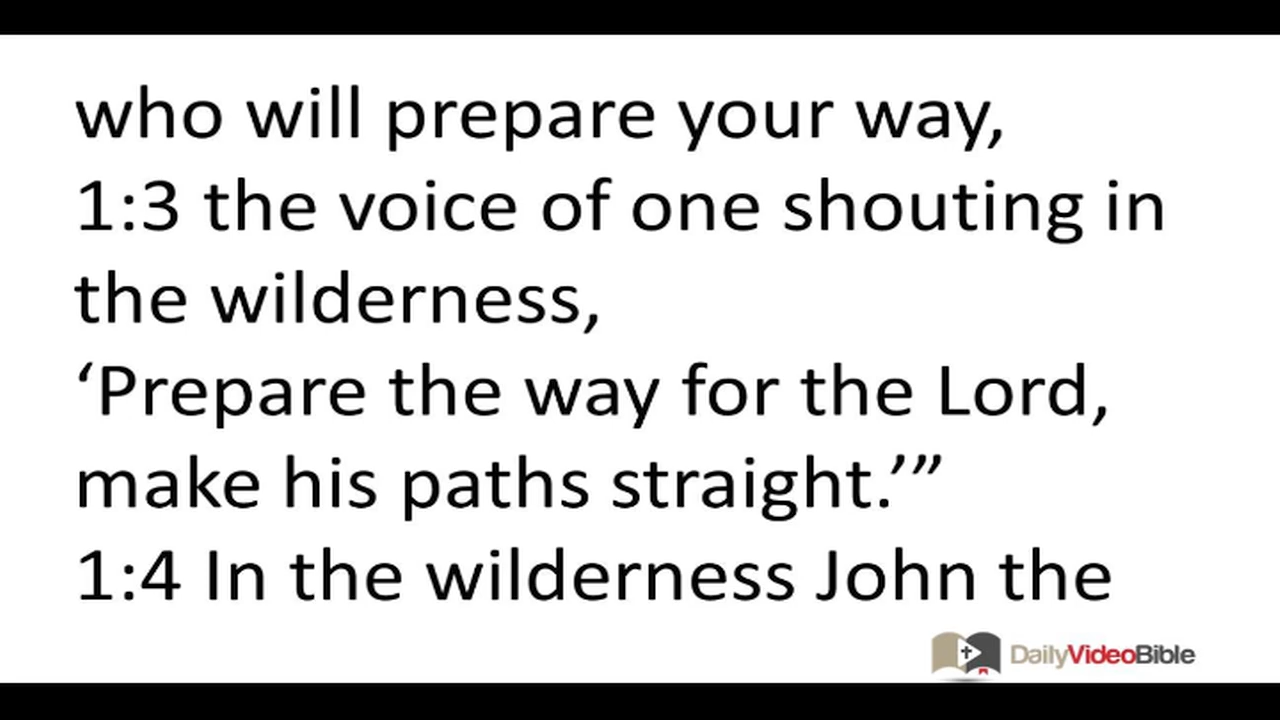 who will prepare your way,
1:3 the voice of one shouting in
the wilderness,
‘Prepare the way for the Lord,
make his paths straight.’”
1:4 In the wilderness John the
DailyVideoBible